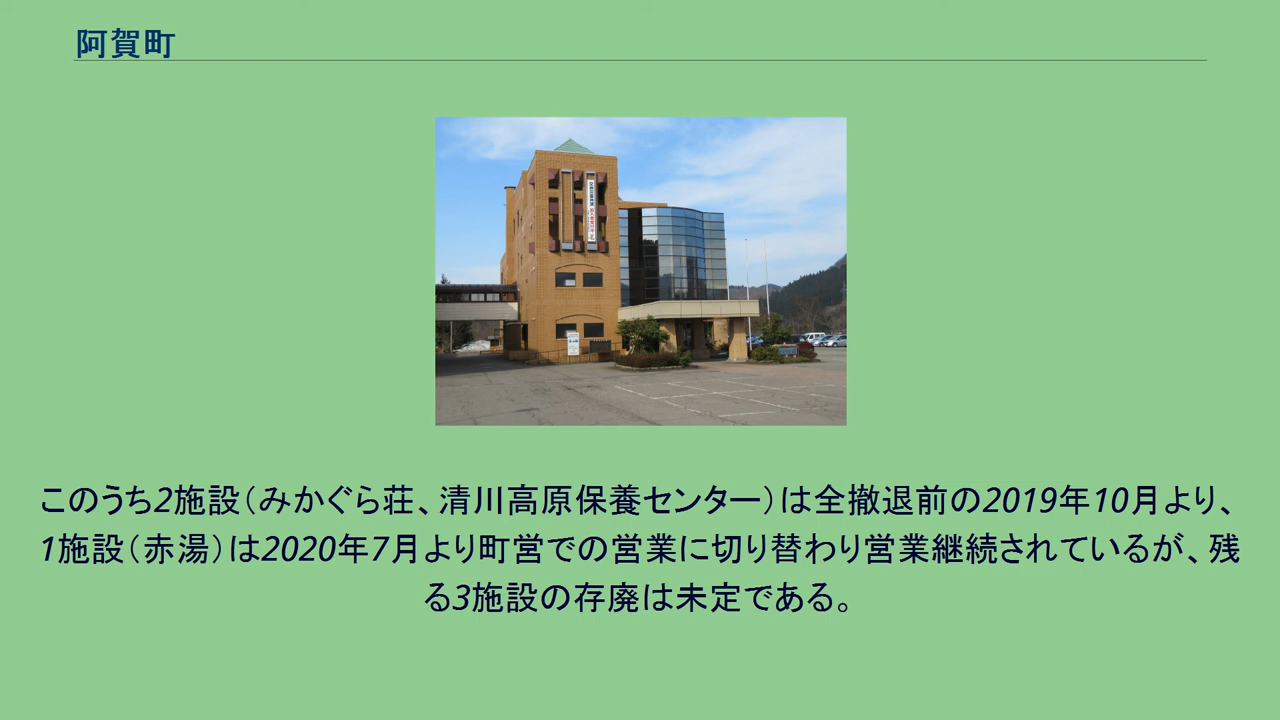 阿賀町
このうち2施設（みかぐら荘、清川高原保養センター）は全撤退前の2019年10月より、
1施設（赤湯）は2020年7月より町営での営業に切り替わり営業継続されているが、残
る3施設の存廃は未定である。